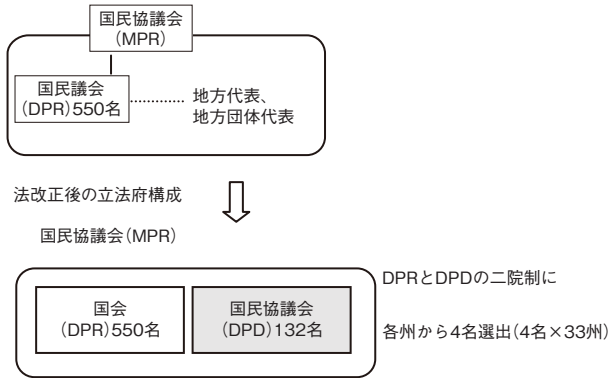 国民協議会
(MPR)
国民議会
(DPR)550名
............. 地方代表、
地方団体代表
法改正後の立法府構成
国民協議会(MPR)
DPRとDPDの二院制に
国会
(DPR)550名
国民協議会
(DPD)132名
各州から4名選出(4名×33州)